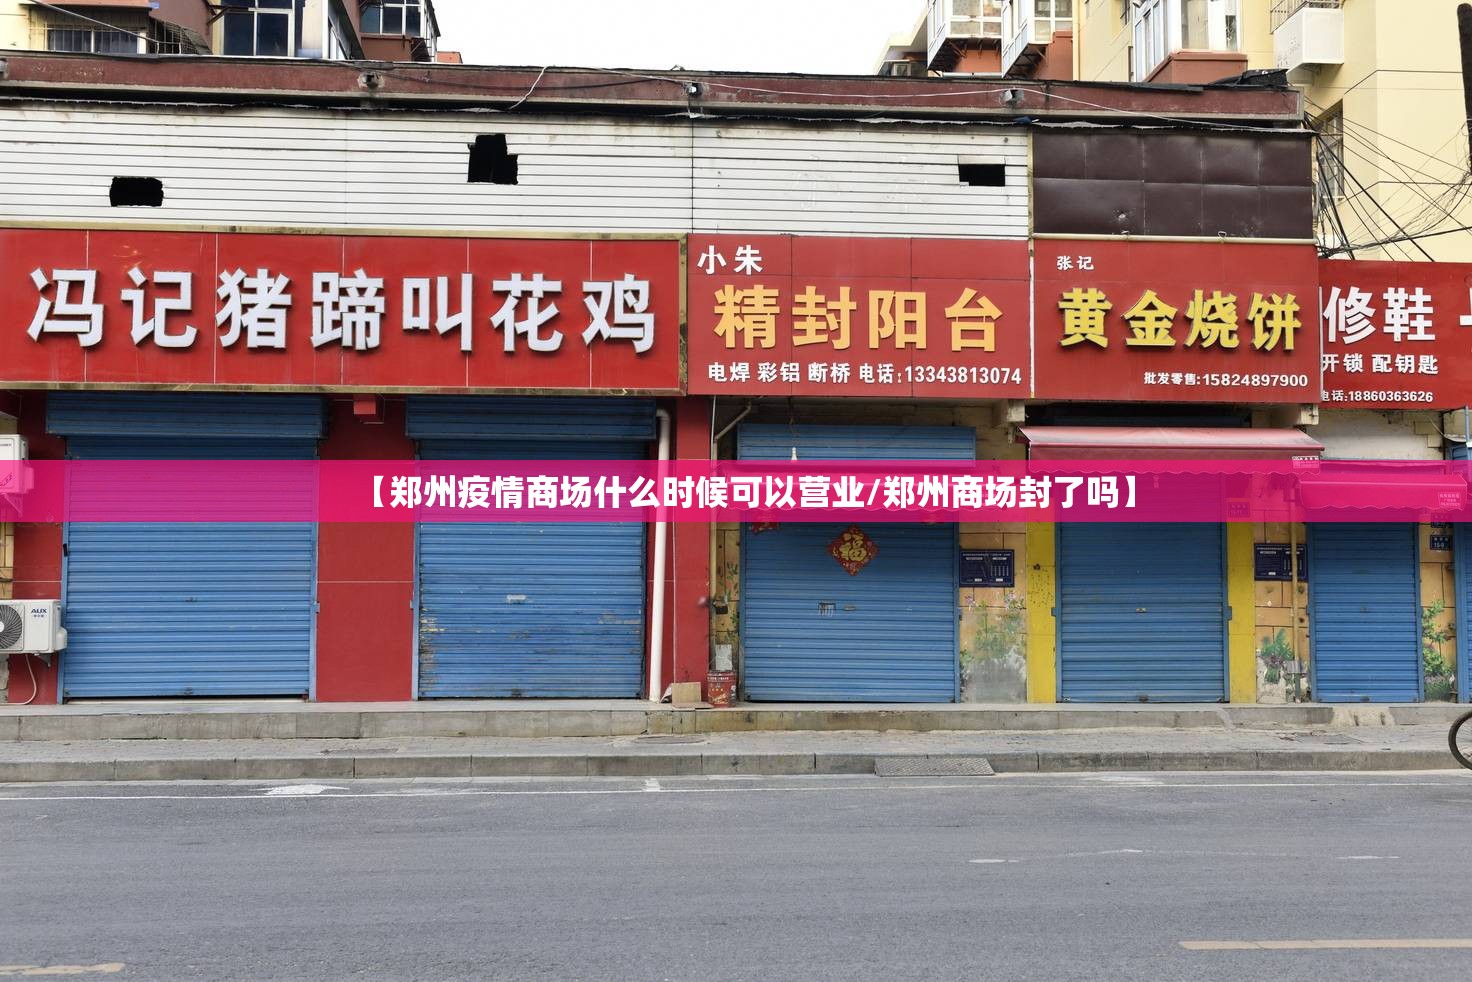 冯记猪蹄叫花鸡
小朱
精封阳台
电焊 彩铝 断桥 电话:13343813074
张记
黄金烧饼
批发零售:15824897900
修鞋
开锁 配钥匙
电话:18860363626
【郑州疫情商场什么时候可以营业/郑州商场封了吗】
福
AUX